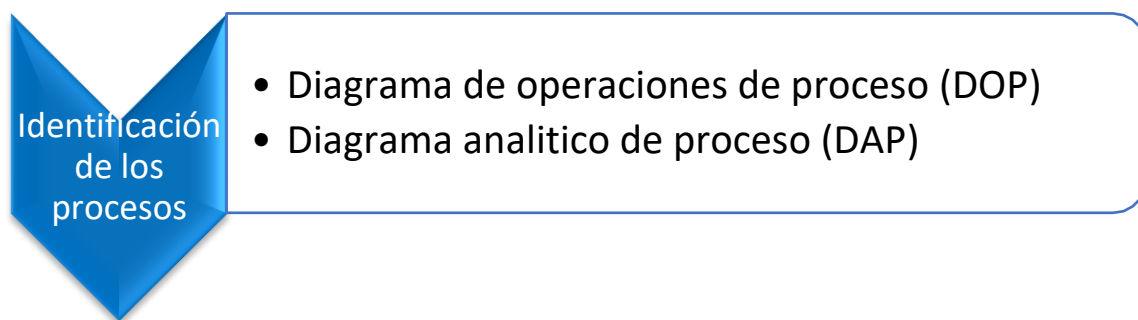 Identificación
de los
procesos
• Diagrama de operaciones de proceso (DOP)
• Diagrama analitico de proceso (DAP)